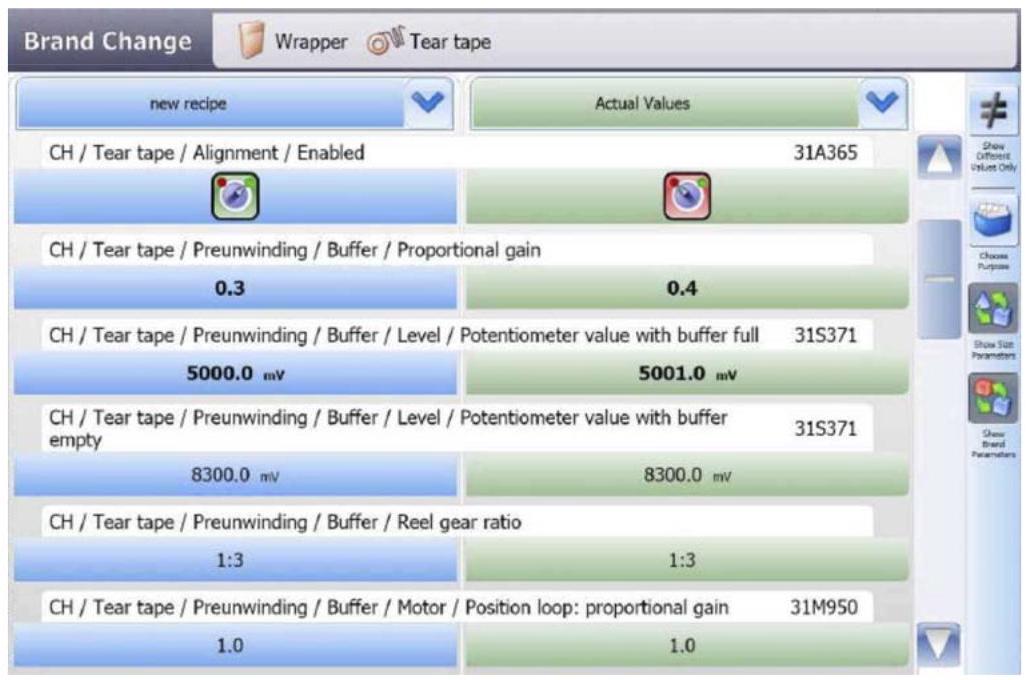 Brand Change
Wrapper
Tear tape
new recipe
Actual Values
CH / Tear tape / Alignment / Enabled 31A365
CH / Tear tape / Preunwinding / Buffer / Proportional gain
0.3 0.4
CH / Tear tape / Preunwinding / Buffer / Level / Potentiometer value with buffer full 31S371
5000.0 mV 5001.0 mV
CH / Tear tape / Preunwinding / Buffer / Level / Potentiometer value with buffer
empty 31S371
8300.0 mV 8300.0 mV
CH / Tear tape / Preunwinding / Buffer / Reel gear ratio
1:3 1:3
CH / Tear tape / Preunwinding / Buffer / Motor / Position loop: proportional gain 31M950
1.0 1.0
Show
Different
Values Only
Choose
Purpose
Show Size
Parameters
Show
Brand
Parameters